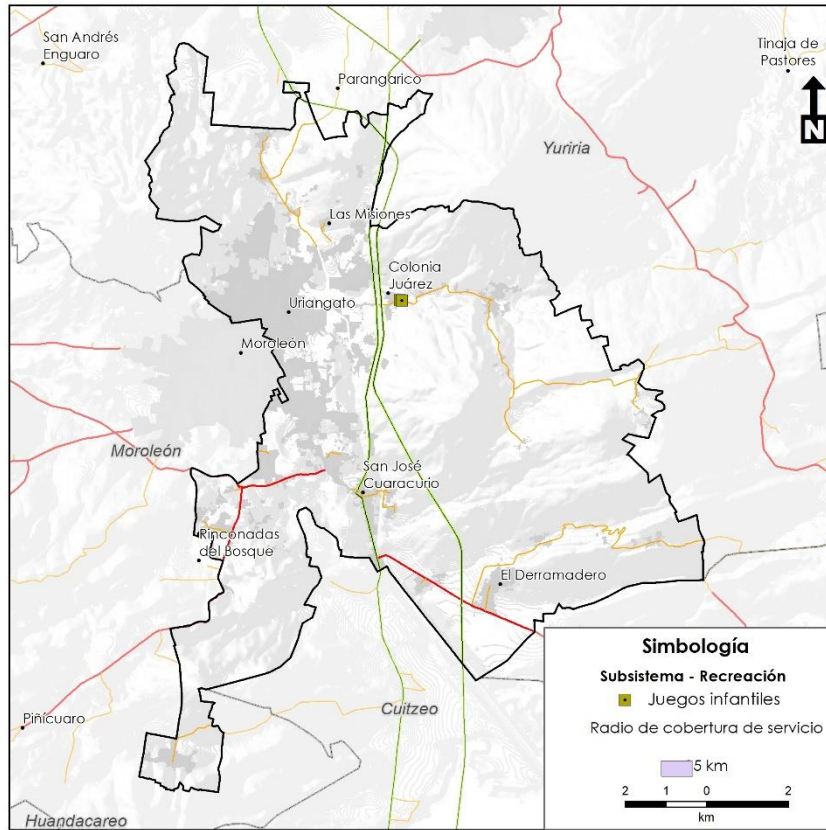 San Andrés
Enguaro
Parangarico
Tinaja de
Pastores
N
Yuriria
Las Misiones
Colonia
Juárez
Uriangato
Moroleón
Moroleón
San José
Cuaracurio
Rinconadas
del Bosque
El Derramadero
Piñícuaro
Cuitzeo
Huandacareo
Simbología
Subsistema - Recreación
Juegos infantiles
Radio de cobertura de servicio
5 km
2 1 0 2
km